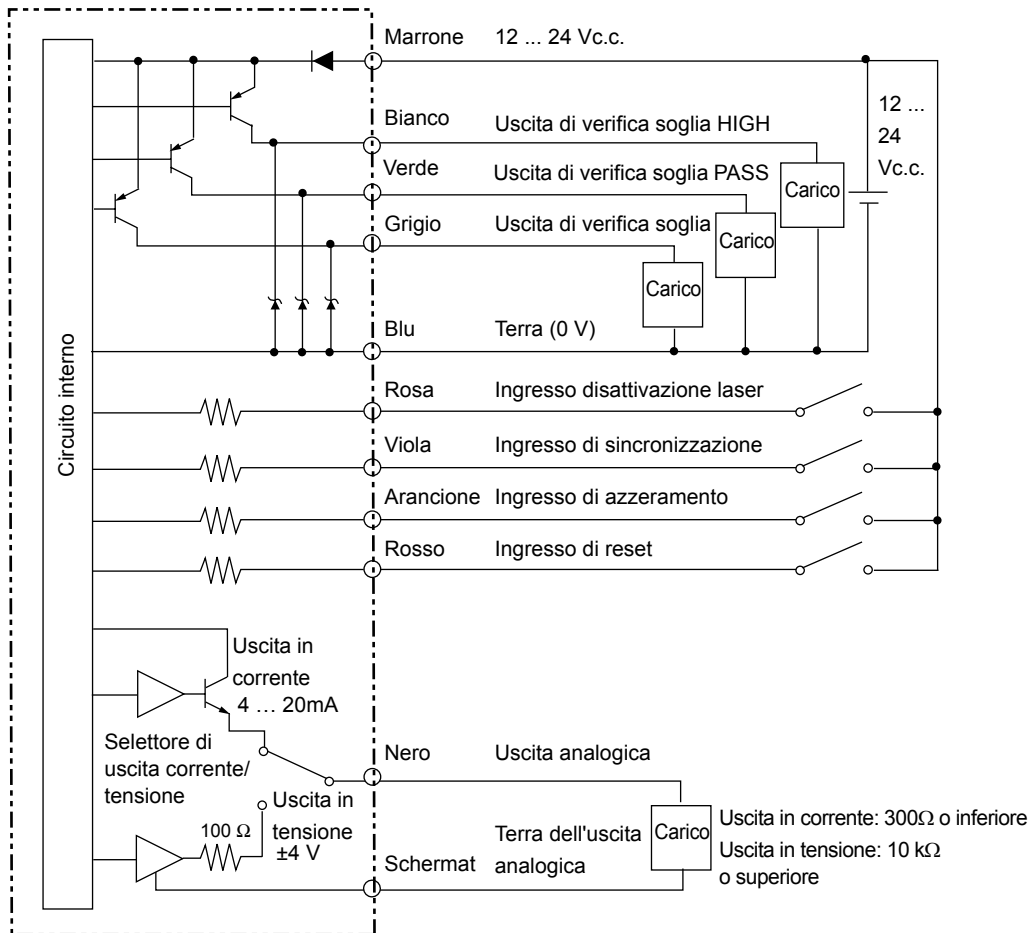 Marrone 12 ... 24 Vc.c.
Bianco Uscita di verifica soglia HIGH
12 ...
24
Vc.c.
Verde Uscita di verifica soglia PASS
Carico
Grigio Uscita di verifica soglia
Carico
Carico
Blu Terra (0 V)
Circuito interno
Rosa Ingresso disattivazione laser
Viola Ingresso di sincronizzazione
Arancione Ingresso di azzeramento
Rosso Ingresso di reset
Uscita in
corrente
4 … 20mA
Selettore di
uscita corrente/
tensione
Nero Uscita analogica
Uscita in
tensione
±4 V
100 Ω
Terra dell'uscita
analogica
Schermat
Carico
Uscita in corrente: 300Ω o inferiore
Uscita in tensione: 10 kΩ
o superiore